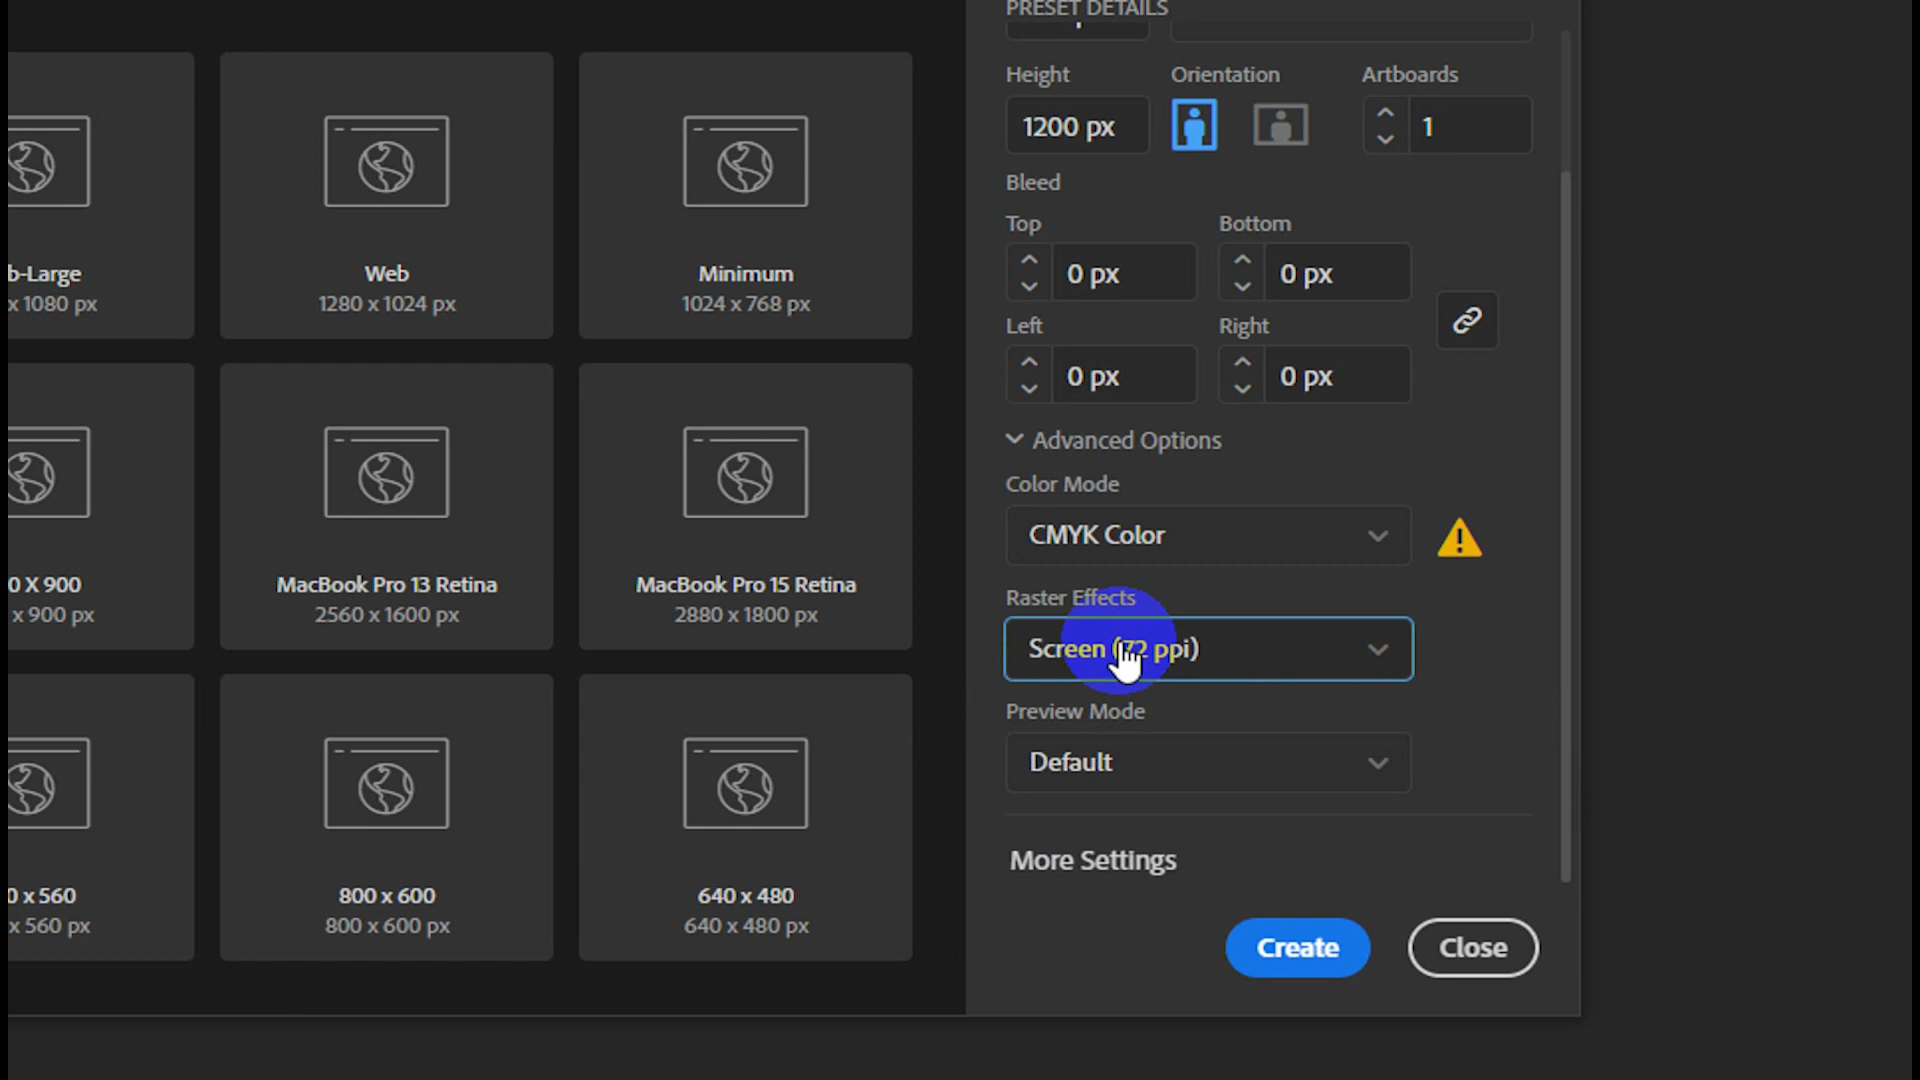 PRESET DETAILS
Height
Orientation
Artboards
1200 px
1
Bleed
Top
Bottom
0 px
0 px
Left
Right
0 px
0 px
Advanced Options
Color Mode
CMYK Color
Raster Effects
Screen (72 ppi)
Preview Mode
Default
More Settings
Create
Close
b-Large
x 1080 px
Web
1280 x 1024 px
Minimum
1024 x 768 px
0 X 900
x 900 px
MacBook Pro 13 Retina
2560 x 1600 px
MacBook Pro 15 Retina
2880 x 1800 px
0 x 560
x 560 px
800 x 600
800 x 600 px
640 x 480
640 x 480 px